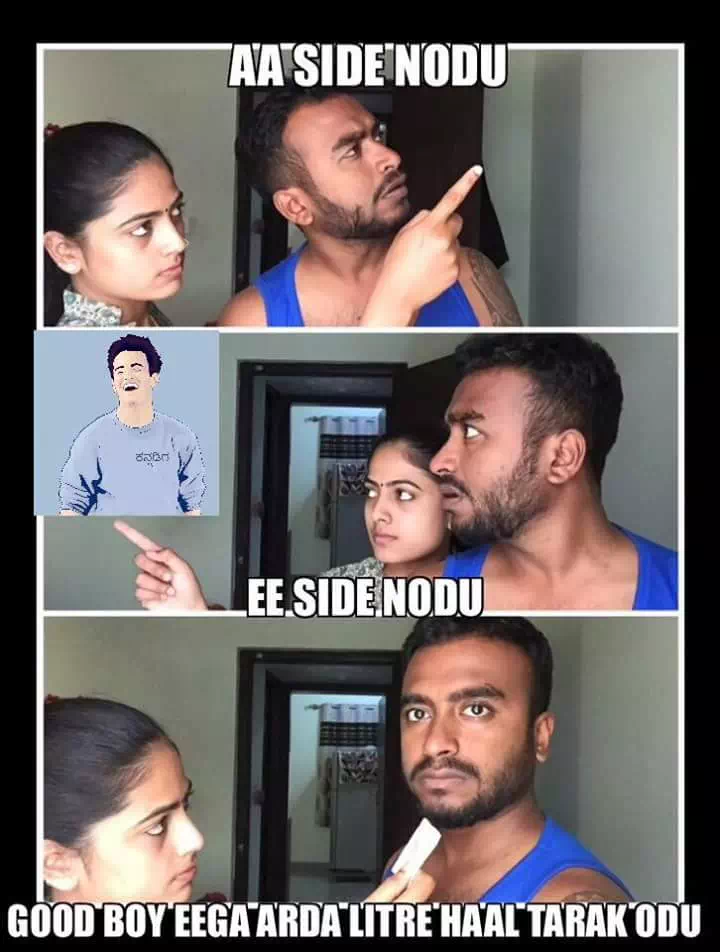 AA SIDE NODU
ಕನ್ನಡಿಗ
EE SIDE NODU
GOOD BOY EEGA ARDA LITRE HAAL TARAK ODU